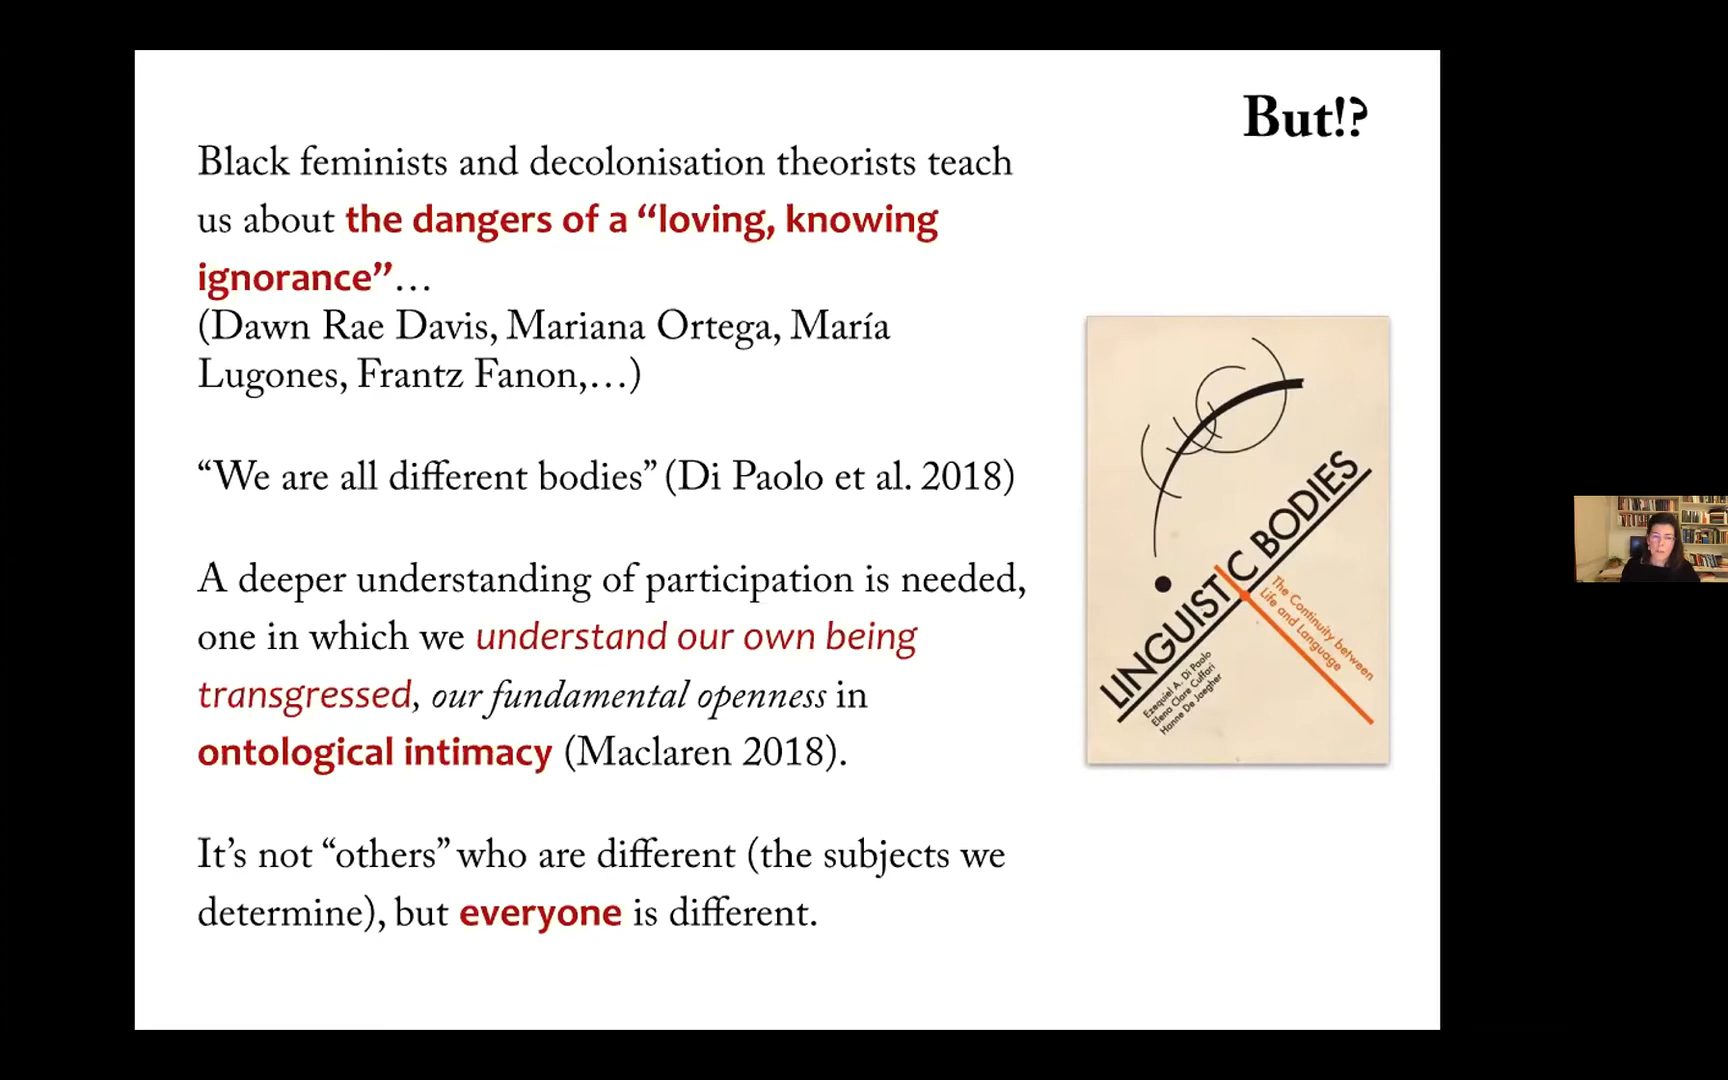 But!?
Black feminists and decolonisation theorists teach
us about the dangers of a “loving, knowing
ignorance”…
(Dawn Rae Davis, Mariana Ortega, María
Lugones, Frantz Fanon,…)
“We are all different bodies” (Di Paolo et al. 2018)
A deeper understanding of participation is needed,
one in which we understand our own being
transgressed, our fundamental openness in
ontological intimacy (Maclaren 2018).
It’s not “others” who are different (the subjects we
determine), but everyone is different.
LINGUISTIC BODIES
The Continuity between
Life and Language
Ezequiel A. Di Paolo
Elena Clare Cuffari
Hanne De Jaegher